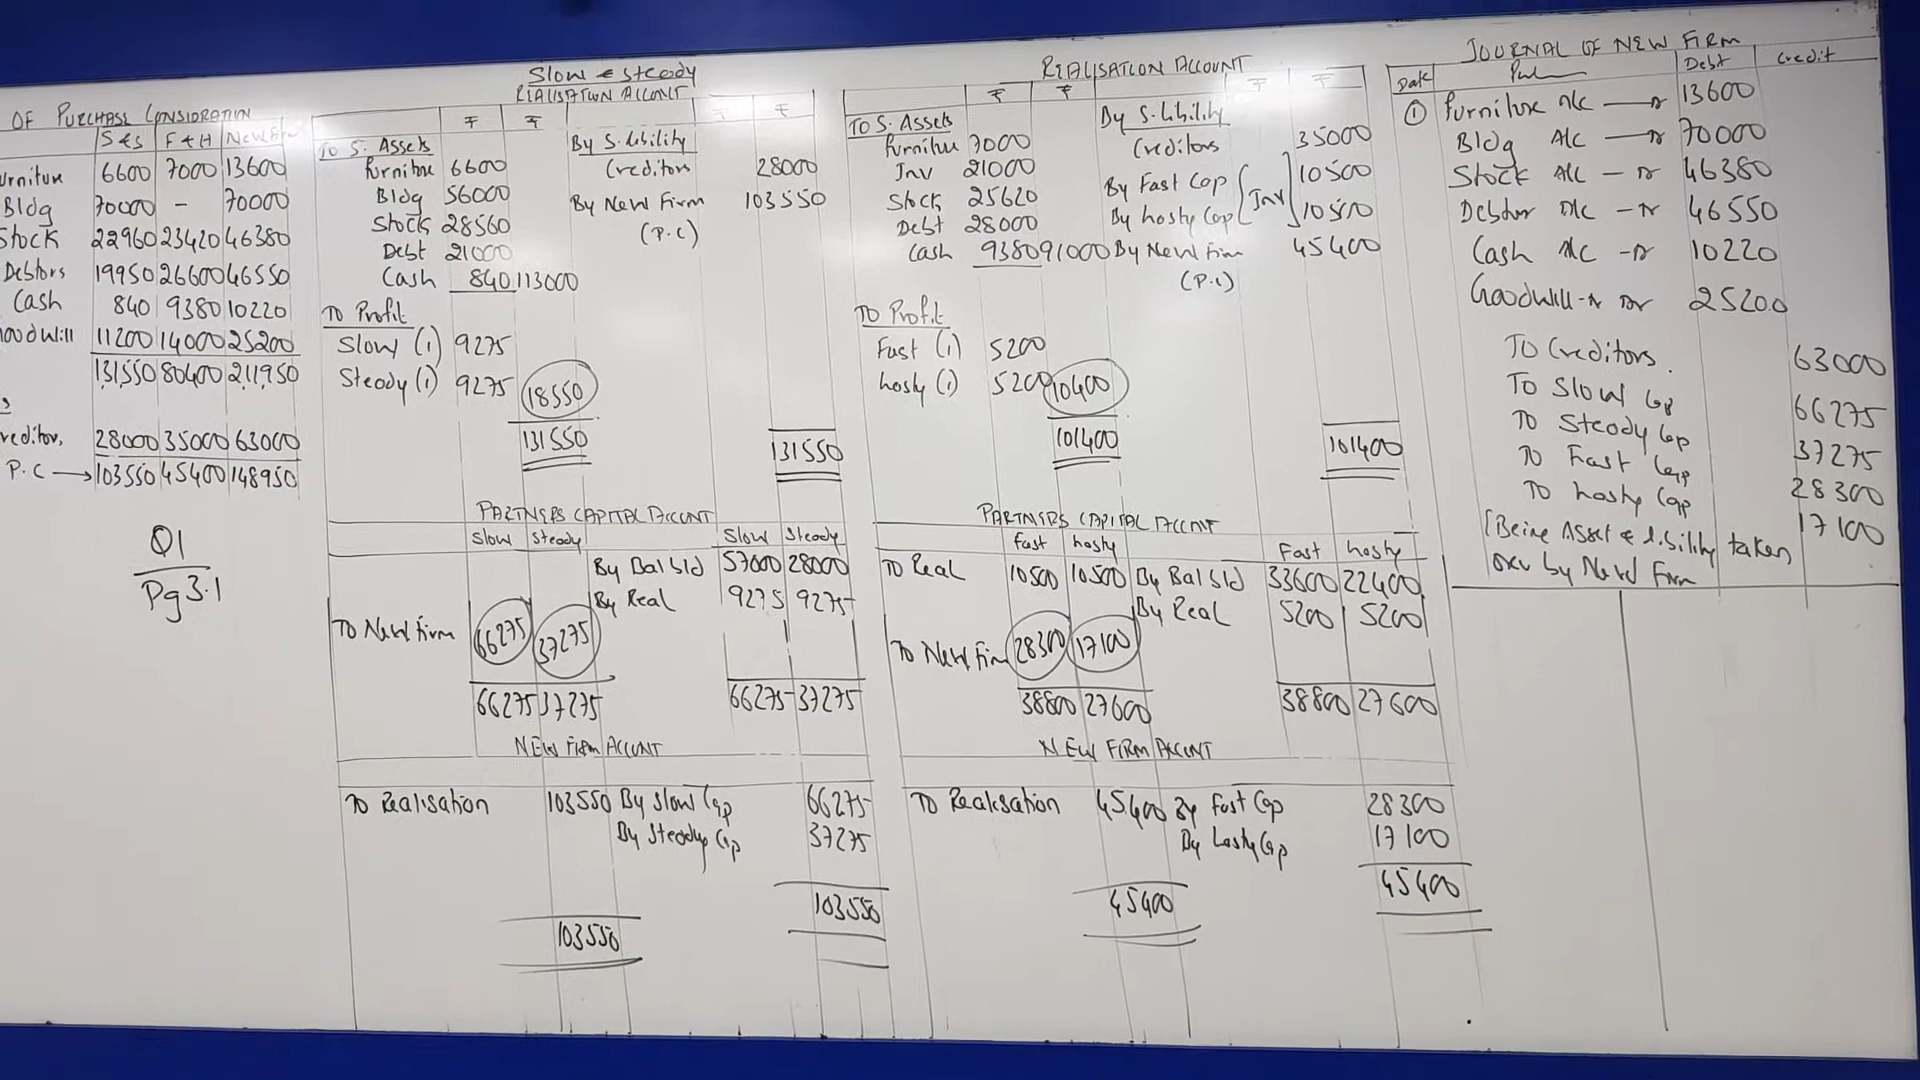 OF PURCHASE CONSIDRATION
S & S F & H New Firm
urniture 6600 7000 13600
Bldg 70000 - 70000
Stock 22960 23420 46380
Debtors 19950 26600 46550
Cash 840 9380 10220
oodwill 11200 14000 25200
131550 80400 211950
reditors 28000 35000 63000
P.C → 103550 45400 148950
Q1
Pg 3.1
Slow & Steady
REALISATION ACCOUNT
₹ ₹ ₹ ₹
To S. Assets By S. libility
Furniture 6600 Creditors 28000
Bldg 56000 By New Firm 103550
Stock 28560 (P.C)
Debt 21000
Cash 840 113000
To Profit
Slow (1) 9275
Steady (1) 9275 18550
131550 131550
PARTNERS CAPITAL ACCOUNT
Slow Steady Slow Steady
By Bal b/d 57000 28000
By Real 9275 9275
To New Firm 66275 37275
66275 37275 66275 37275
NEW FIRM ACCOUNT
To Realisation 103550 By Slow Cap 66275
By Steady Cap 37275
103550
103550
REALISATION ACCOUNT
₹ ₹ ₹ ₹
To S. Assets By S. libility
Furniture 7000 Creditors 35000
Inv 21000 By Fast Cap Inv 10500
Stock 25620 By hasty Cap 10500
Debt 28000
Cash 9380 91000 By New Firm 45400
(P.C)
To Profit
Fast (1) 5200
hasty (1) 5200 10400
101400 101400
PARTNERS CAPITAL ACCOUNT
fast hasty Fast hasty
To Real 10500 10500 By Bal b/d 33600 22400
By Real 5200 5200
To New Firm 28300 17100
38800 27600 38800 27600
NEW FIRM ACCOUNT
To Realisation 45400 By Fast Cap 28300
By hasty Cap 17100
45400 45400
JOURNAL OF NEW FIRM
Date Debt Credit
① Furniture A/c — Dr 13600
Bldg A/c — Dr 70000
Stock A/c — Dr 46380
Debtor A/c — Dr 46550
Cash A/c — Dr 10220
Goodwill Dr 25200
To Creditors 63000
To Slow Cap 66275
To Steady Cap 37275
To Fast Cap 28300
To hasty Cap 17100
(Being Asset & libility taken
over by New Firm